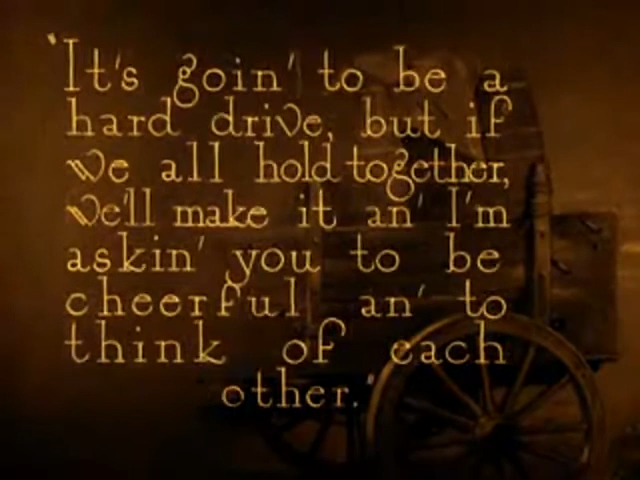 'It's goin' to be a
hard drive, but if
we all hold together,
we'll make it an' I'm
askin' you to be
cheerful an' to
think of each
other.'